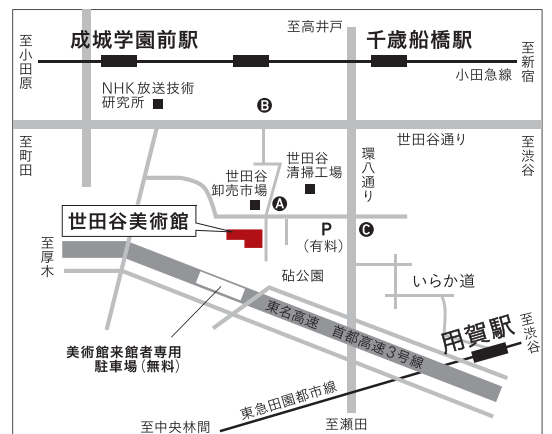 至高井戸
至小田原
成城学園前駅
千歳船橋駅
至新宿
小田急線
NHK放送技術
研究所
B
世田谷通り
至町田
至渋谷
環八通り
世田谷
清掃工場
世田谷
卸売市場
A
世田谷美術館
P
(有料)
C
至厚木
砧公園
いらか道
東名高速 首都高速3号線
用賀駅
至渋谷
美術館来館者専用
駐車場(無料)
東急田園都市線
至中央林間
至瀬田